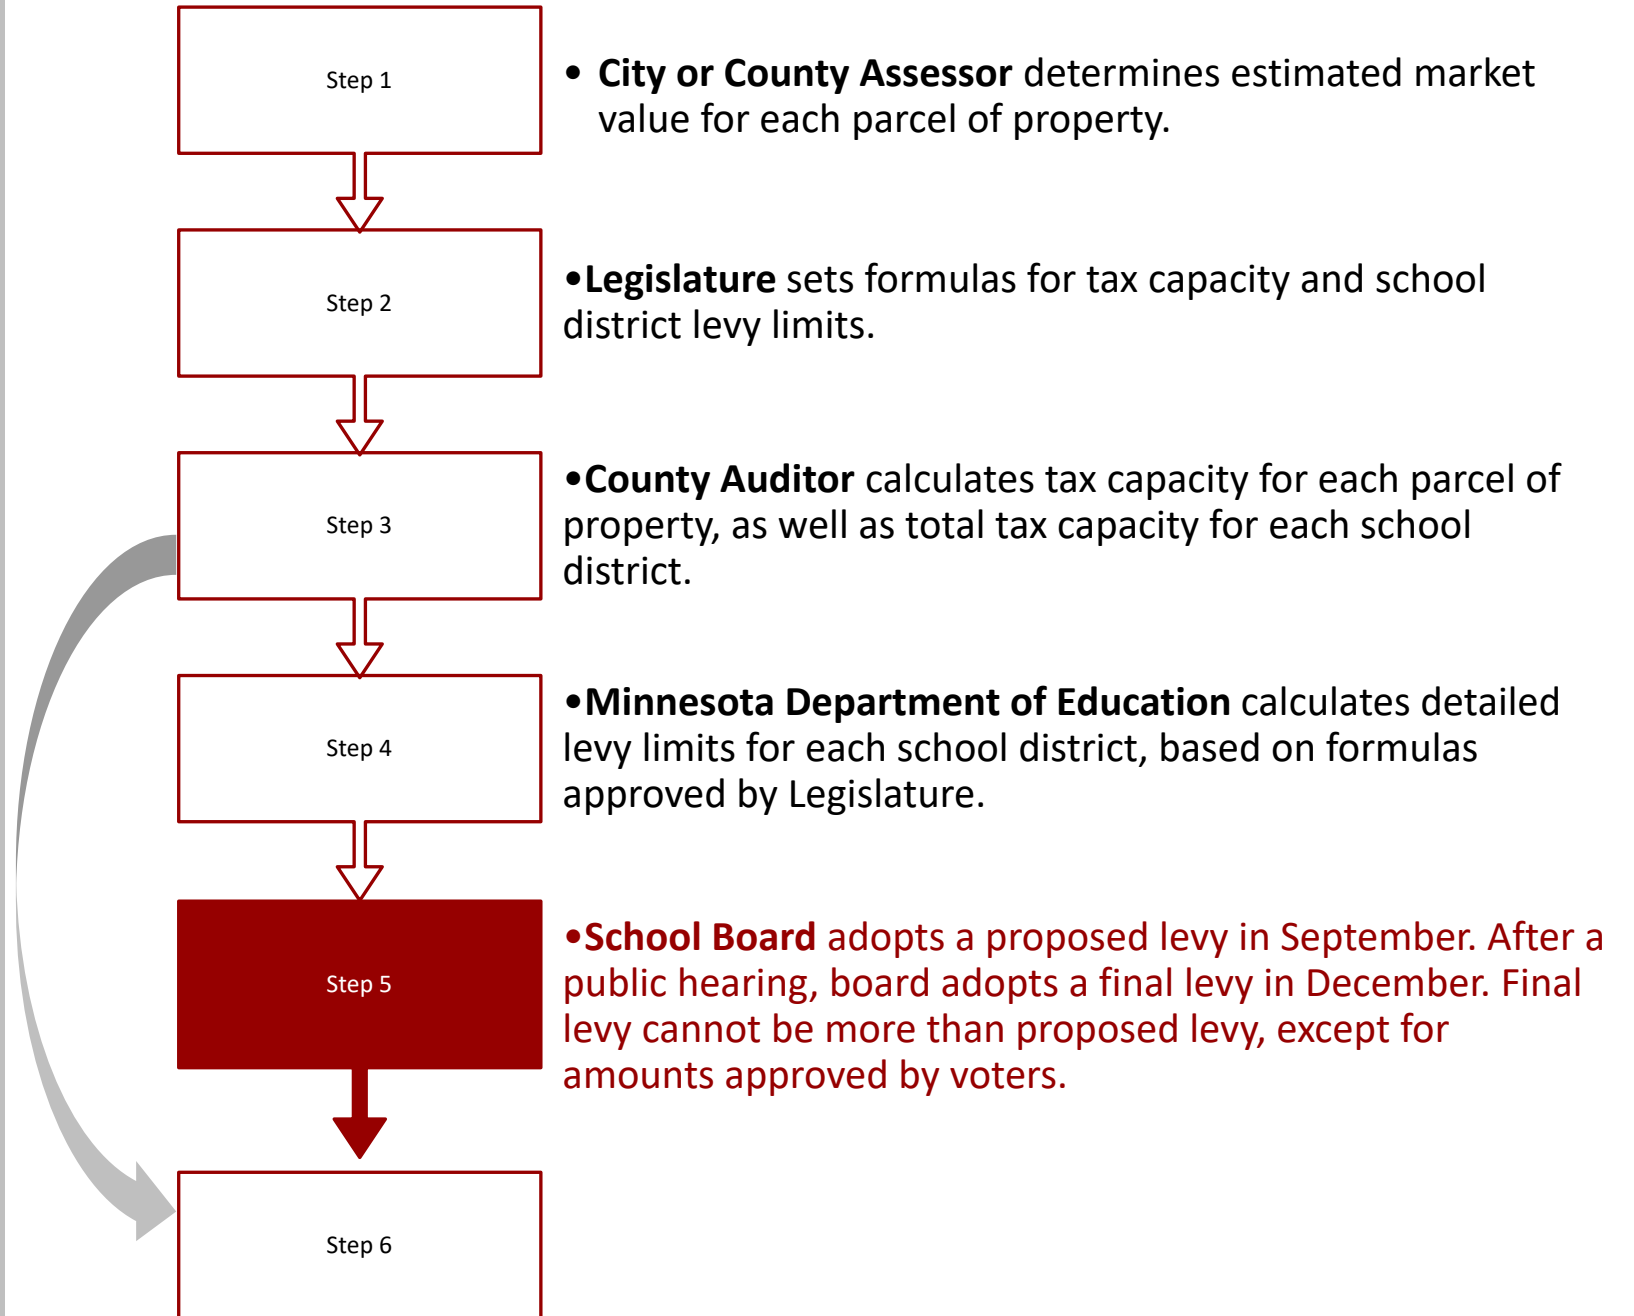 Step 1
• City or County Assessor determines estimated market
value for each parcel of property.
Step 2
•Legislature sets formulas for tax capacity and school
district levy limits.
Step 3
•County Auditor calculates tax capacity for each parcel of
property, as well as total tax capacity for each school
district.
Step 4
•Minnesota Department of Education calculates detailed
levy limits for each school district, based on formulas
approved by Legislature.
Step 5
•School Board adopts a proposed levy in September. After a
public hearing, board adopts a final levy in December. Final
levy cannot be more than proposed levy, except for
amounts approved by voters.
Step 6